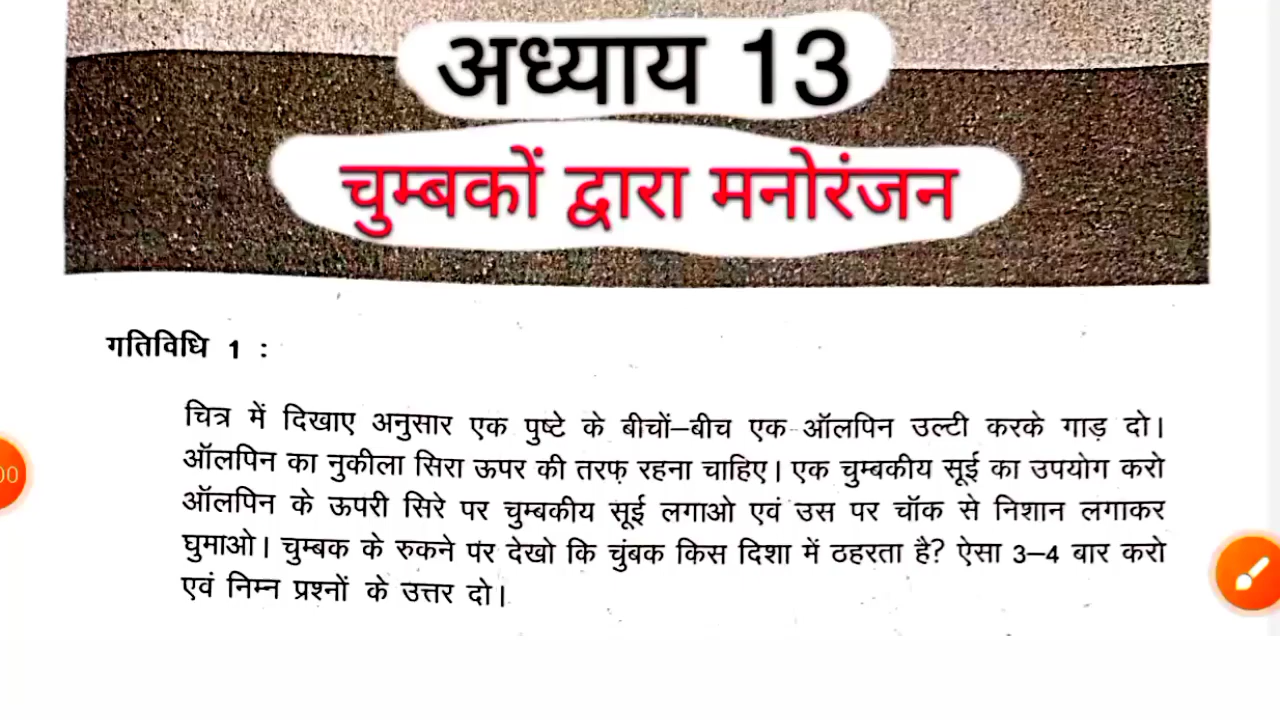 अध्याय 13
चुम्बकों द्वारा मनोरंजन
गतिविधि 1 :
चित्र में दिखाए अनुसार एक पुष्टे के बीचों–बीच एक ऑलपिन उल्टी करके गाड़ दो।
ऑलपिन का नुकीला सिरा ऊपर की तरफ़ रहना चाहिए। एक चुम्बकीय सूई का उपयोग करो
ऑलपिन के ऊपरी सिरे पर चुम्बकीय सूई लगाओ एवं उस पर चॉक से निशान लगाकर
घुमाओ। चुम्बक के रुकने पर देखो कि चुंबक किस दिशा में ठहरता है? ऐसा 3–4 बार करो
एवं निम्न प्रश्नों के उत्तर दो।
00